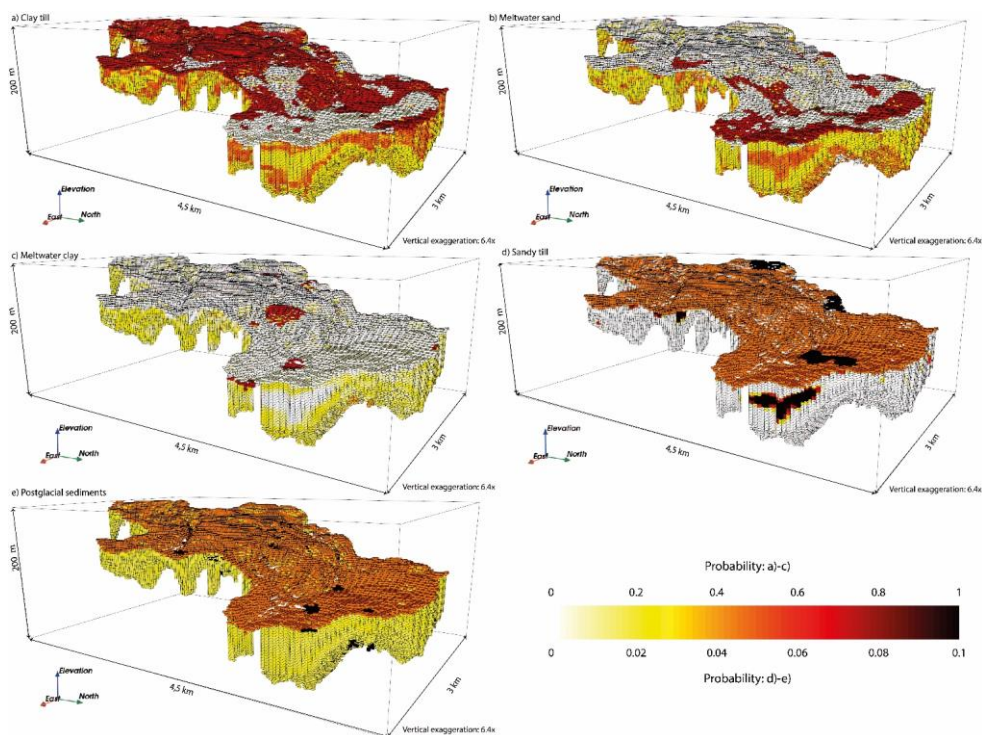 a) Clay till
200 m
Elevation
East
North
4,5 km
3 km
Vertical exaggeration: 6.4x
b) Meltwater sand
200 m
Elevation
East
North
4,5 km
3 km
Vertical exaggeration: 6.4x
c) Meltwater clay
200 m
Elevation
East
North
4,5 km
3 km
Vertical exaggeration: 6.4x
d) Sandy till
200 m
Elevation
East
North
4,5 km
3 km
Vertical exaggeration: 6.4x
e) Postglacial sediments
200 m
Elevation
East
North
4,5 km
3 km
Vertical exaggeration: 6.4x
Probability: a)-c)
0 0.2 0.4 0.6 0.8 1
0 0.02 0.04 0.06 0.08 0.1
Probability: d)-e)